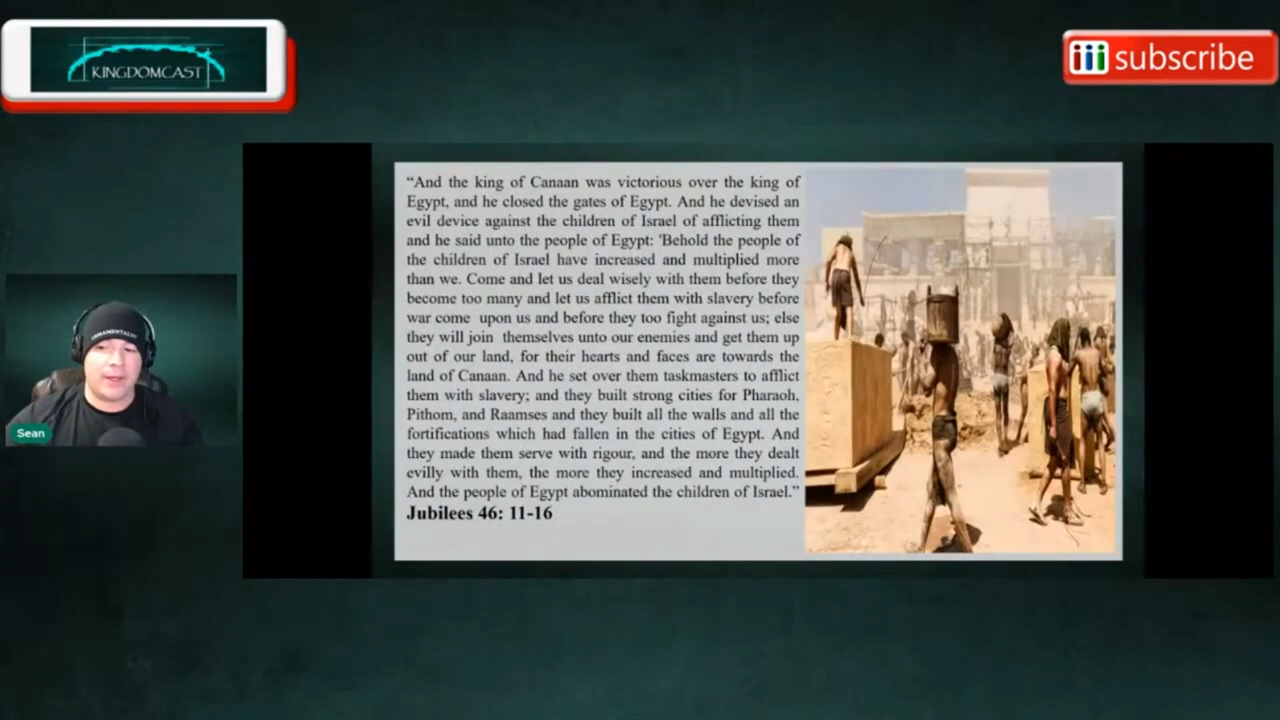 KINGDOMCAST
subscribe
“And the king of Canaan was victorious over the king of
Egypt, and he closed the gates of Egypt. And he devised an
evil device against the children of Israel of afflicting them
and he said unto the people of Egypt: 'Behold the people of
the children of Israel have increased and multiplied more
than we. Come and let us deal wisely with them before they
become too many and let us afflict them with slavery before
war come upon us and before they too fight against us; else
they will join themselves unto our enemies and get them up
out of our land, for their hearts and faces are towards the
land of Canaan. And he set over them taskmasters to afflict
them with slavery; and they built strong cities for Pharaoh,
Pithom, and Raamses and they built all the walls and all the
fortifications which had fallen in the cities of Egypt. And
they made them serve with rigour, and the more they dealt
evilly with them, the more they increased and multiplied.
And the people of Egypt abominated the children of Israel.”
Jubilees 46: 11-16
Sean